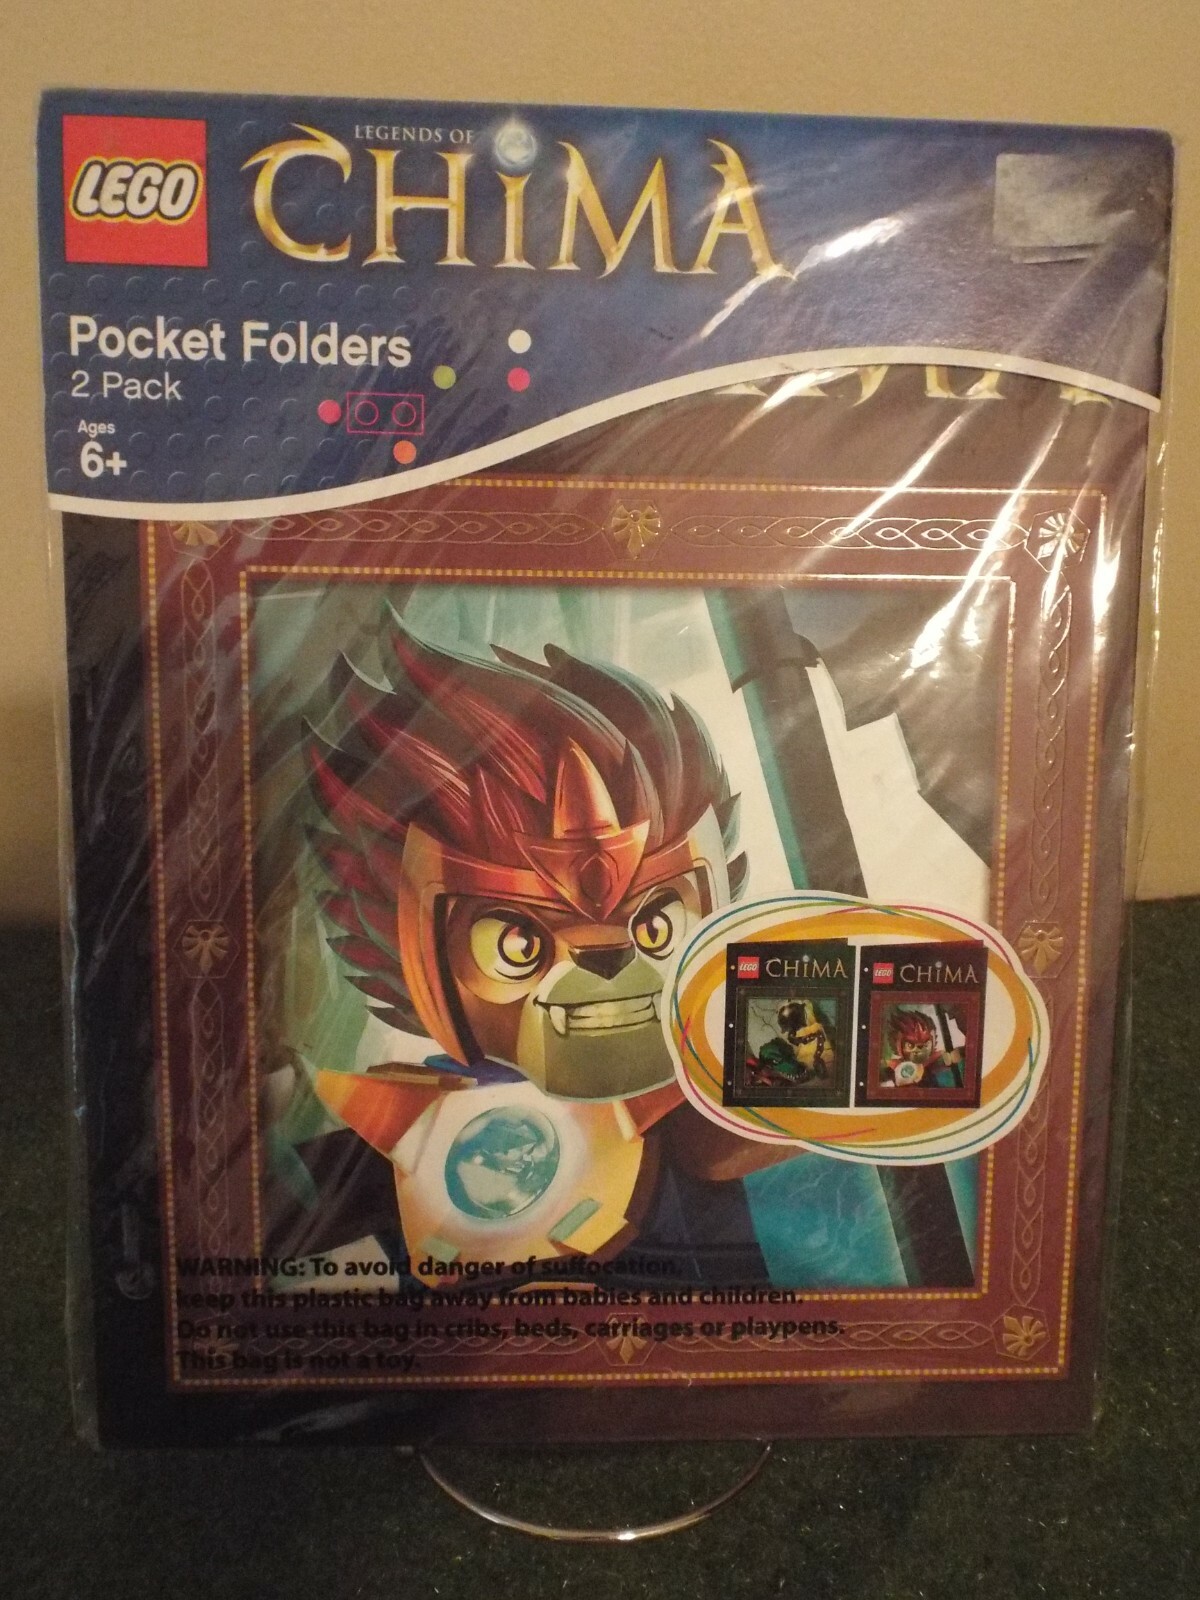 LEGO
LEGENDS OF
CHiMA
Pocket Folders
2 Pack
Ages
6+
LEGO CHiMA
LEGO CHiMA
WARNING: To avoid danger of suffocation,
keep this plastic bag away from babies and children.
Do not use this bag in cribs, beds, carriages or playpens.
This bag is not a toy.